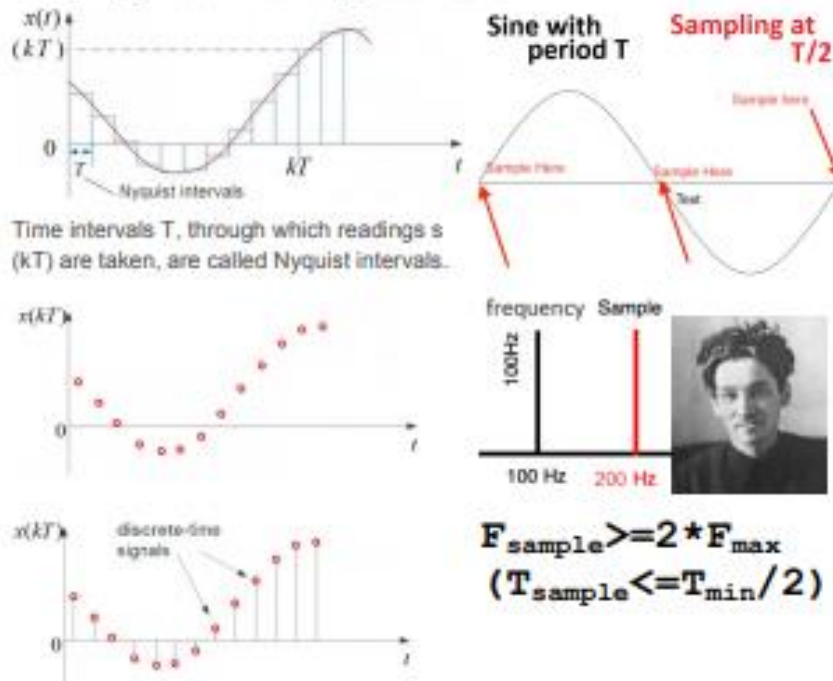 x(t)
(kT)
0
T
kT
t
Nyquist intervals
Time intervals T, through which readings s
(kT) are taken, are called Nyquist intervals.
x(kT)
0
t
x(kT)
discrete-time
signals
0
t
Sine with
period T
Sampling at
T/2
Sample here
Sample Here
Sample Here
Test
frequency
Sample
100Hz
100 Hz
200 Hz
Fsample>=2*Fmax
(Tsample<=Tmin/2)